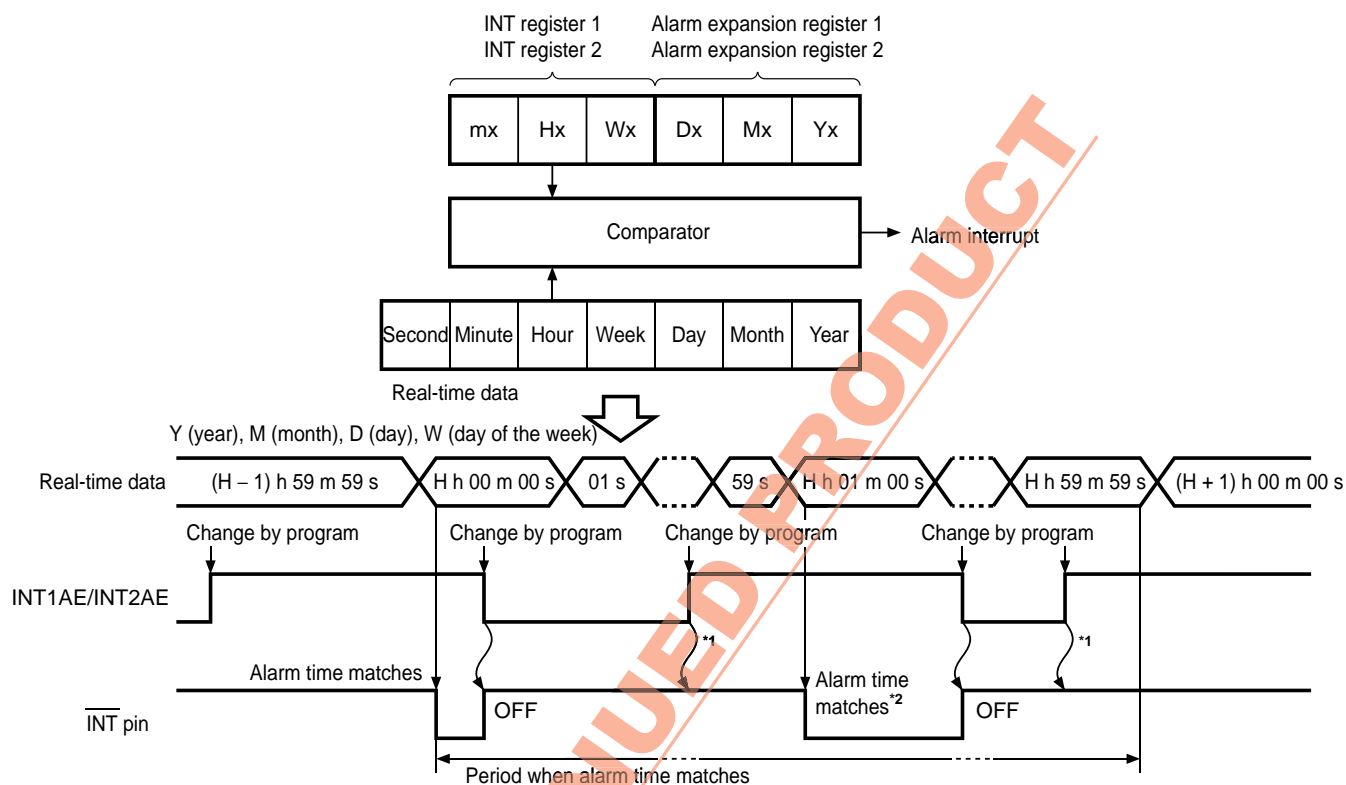 INT register 1 Alarm expansion register 1
INT register 2 Alarm expansion register 2
mx Hx Wx Dx Mx Yx
Comparator
Alarm interrupt
Second Minute Hour Week Day Month Year
Real-time data
Y (year), M (month), D (day), W (day of the week)
Real-time data (H − 1) h 59 m 59 s H h 00 m 00 s 01 s 59 s H h 01 m 00 s H h 59 m 59 s (H + 1) h 00 m 00 s
Change by program Change by program Change by program Change by program
INT1AE/INT2AE
*1 *1
Alarm time matches
Alarm time
matches*2
OFF OFF
INT pin
Period when alarm time matches
NUED PRODUCT